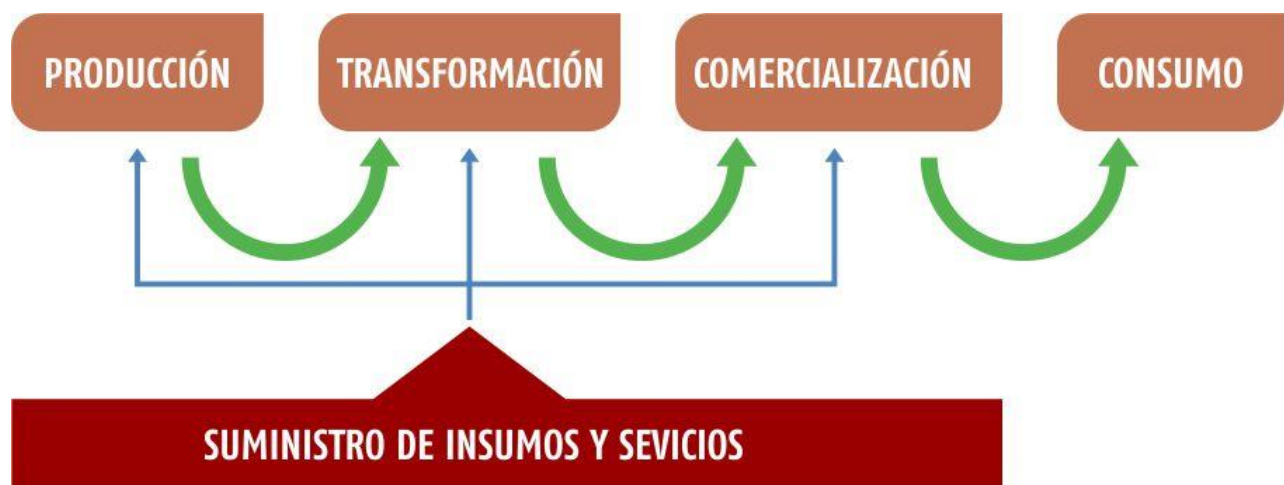 PRODUCCIÓN
TRANSFORMACIÓN
COMERCIALIZACIÓN
CONSUMO
SUMINISTRO DE INSUMOS Y SEVICIOS